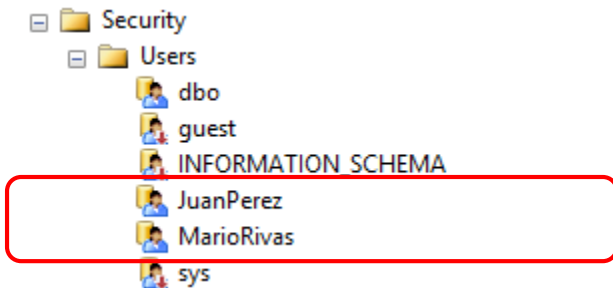 Security
Users
dbo
guest
INFORMATION_SCHEMA
JuanPerez
MarioRivas
sys